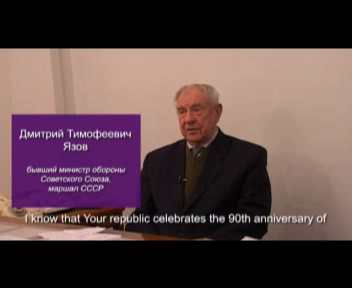 Дмитрий Тимофеевич
Язов
бывший министр обороны
Советского Союза,
маршал СССР
I know that Your republic celebrates the 90th anniversary of